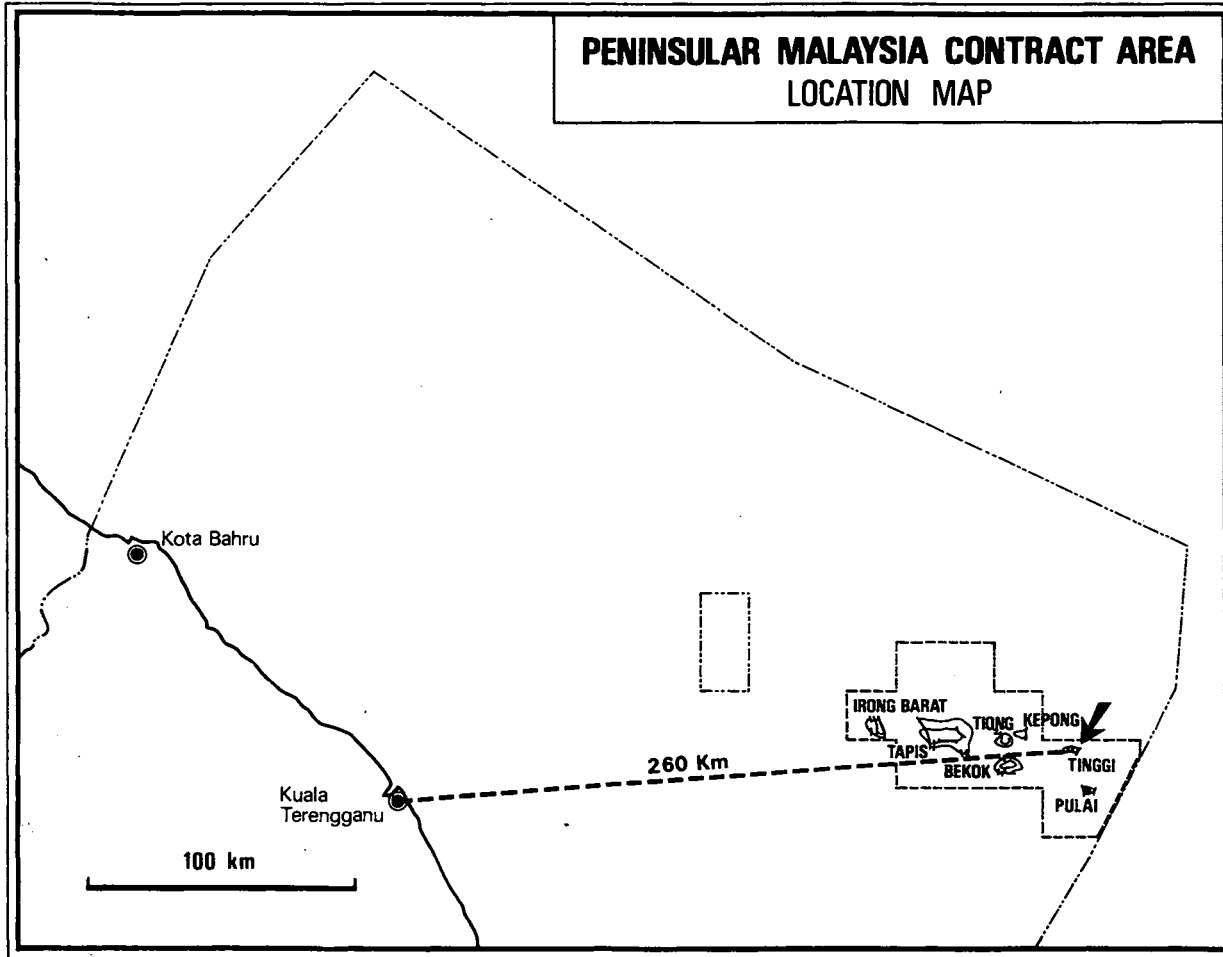 PENINSULAR MALAYSIA CONTRACT AREA
LOCATION MAP
Kota Bahru
IRONG BARAT
TIONG
KEPONG
TAPIS
BEKOK
TINGGI
PULAI
260 Km
Kuala
Terengganu
100 km